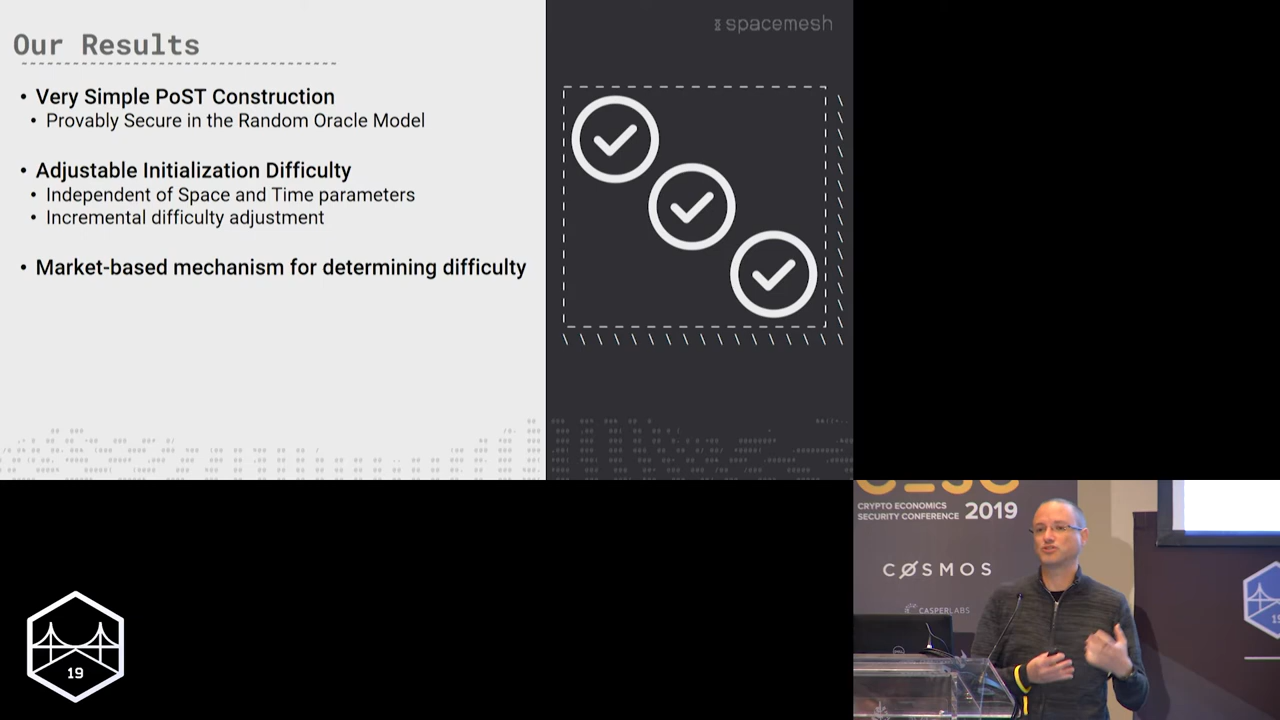 Our Results
spacemesh
• Very Simple PoST Construction
• Provably Secure in the Random Oracle Model
• Adjustable Initialization Difficulty
• Independent of Space and Time parameters
• Incremental difficulty adjustment
• Market-based mechanism for determining difficulty
CRYPTO ECONOMICS
SECURITY CONFERENCE 2019
CØSMOS
CASPERLABS
19